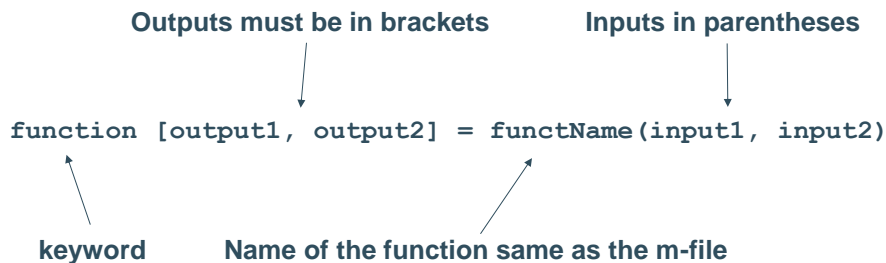 Outputs must be in brackets Inputs in parentheses
function [output1, output2] = functName(input1, input2)
keyword Name of the function same as the m-file